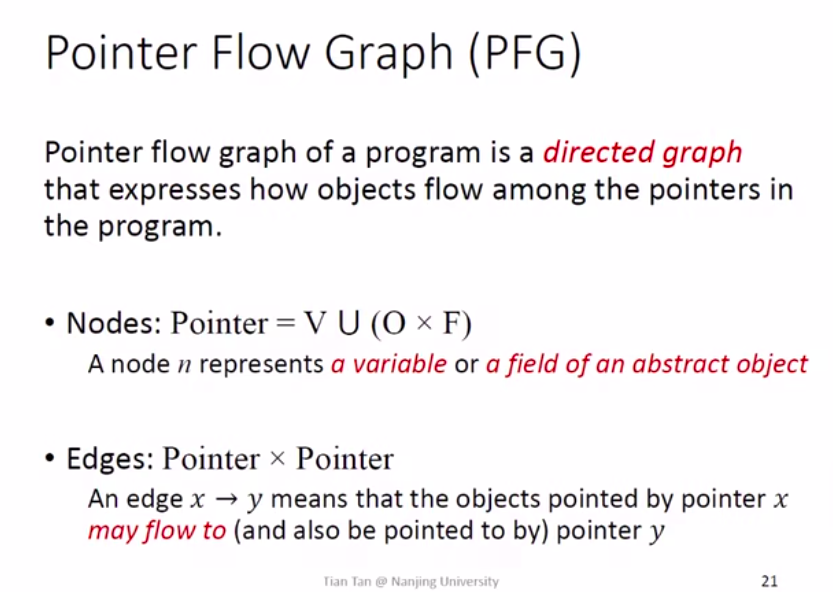 Pointer Flow Graph (PFG)
Pointer flow graph of a program is a directed graph
that expresses how objects flow among the pointers in
the program.
• Nodes: Pointer = V ⋃ (O × F)
A node n represents a variable or a field of an abstract object
• Edges: Pointer × Pointer
An edge x → y means that the objects pointed by pointer x
may flow to (and also be pointed to by) pointer y
Tian Tan @ Nanjing University
21